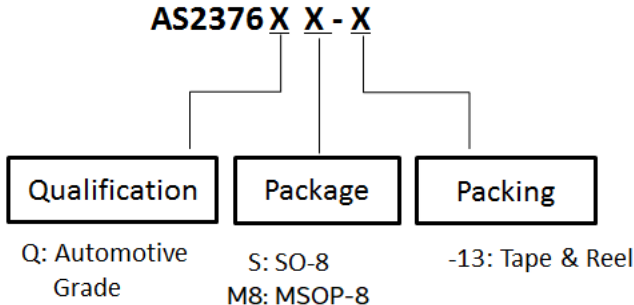 AS2376 X X - X
Qualification
Package
Packing
Q: Automotive
Grade
S: SO-8
M8: MSOP-8
-13: Tape & Reel